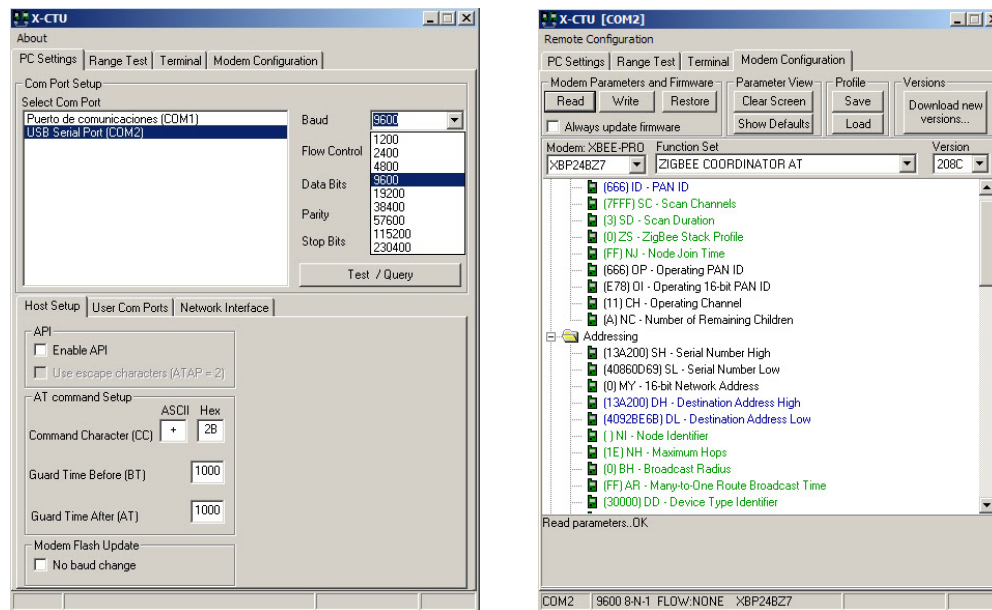 X-CTU
About
PC Settings Range Test Terminal Modem Configuration
Com Port Setup
Select Com Port
Puerto de comunicaciones (COM1)
USB Serial Port (COM2)
Baud 9600
1200
2400
4800
9600
19200
38400
57600
115200
230400
Flow Control
Data Bits
Parity
Stop Bits
Test / Query
Host Setup User Com Ports Network Interface
API
Enable API
Use escape characters (ATAP = 2)
AT command Setup
ASCII Hex
Command Character (CC) + 2B
Guard Time Before (BT) 1000
Guard Time After (AT) 1000
Modem Flash Update
No baud change
X-CTU [COM2]
Remote Configuration
PC Settings Range Test Terminal Modem Configuration
Modem Parameters and Firmware Parameter View Profile Versions
Read Write Restore Clear Screen Save Download new versions...
Always update firmware Show Defaults Load
Modem: XBEE-PRO Function Set Version
XBP24BZ7 ZIGBEE COORDINATOR AT 208C
(666) ID - PAN ID
(7FFF) SC - Scan Channels
(3) SD - Scan Duration
(0) ZS - ZigBee Stack Profile
(FF) NJ - Node Join Time
(666) OP - Operating PAN ID
(E78) OI - Operating 16-bit PAN ID
(11) CH - Operating Channel
(A) NC - Number of Remaining Children
Addressing
(13A200) SH - Serial Number High
(40860D69) SL - Serial Number Low
(0) MY - 16-bit Network Address
(13A200) DH - Destination Address High
(4092BE6B) DL - Destination Address Low
( ) NI - Node Identifier
(1E) NH - Maximum Hops
(0) BH - Broadcast Radius
(FF) AR - Many-to-One Route Broadcast Time
(30000) DD - Device Type Identifier
Read parameters..OK
COM2 9600 8-N-1 FLOW:NONE XBP24BZ7